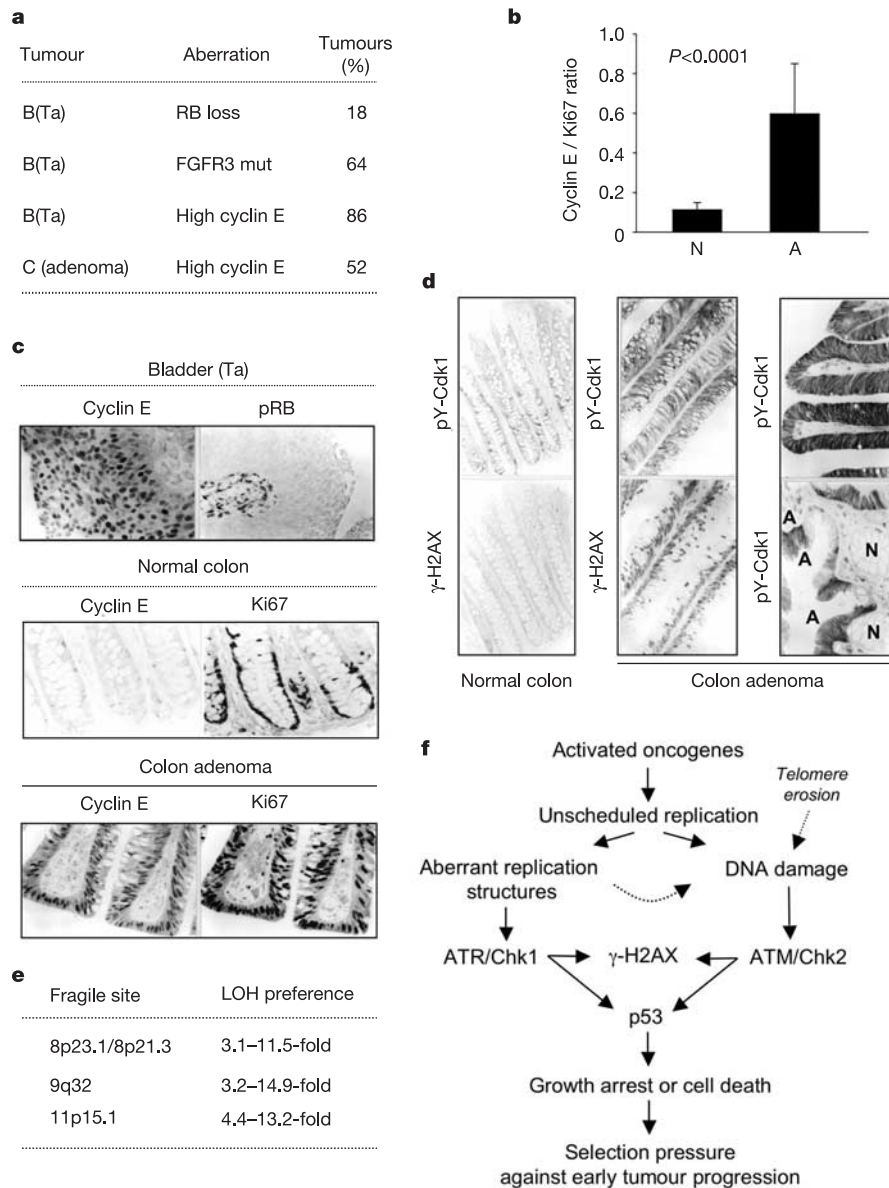 a
Tumour Aberration Tumours (%)
B(Ta) RB loss 18
B(Ta) FGFR3 mut 64
B(Ta) High cyclin E 86
C (adenoma) High cyclin E 52
b
P<0.0001
Cyclin E / Ki67 ratio
1.0
0.8
0.6
0.4
0.2
0
N A
c
Bladder (Ta)
Cyclin E pRB
Normal colon
Cyclin E Ki67
Colon adenoma
Cyclin E Ki67
d
pY-Cdk1 pY-Cdk1 pY-Cdk1
γ-H2AX γ-H2AX pY-Cdk1
A
A N
A
N
Normal colon Colon adenoma
e
Fragile site LOH preference
8p23.1/8p21.3 3.1–11.5-fold
9q32 3.2–14.9-fold
11p15.1 4.4–13.2-fold
f
Activated oncogenes
Telomere
erosion
Unscheduled replication
Aberrant replication
structures
DNA damage
ATR/Chk1 γ-H2AX ATM/Chk2
p53
Growth arrest or cell death
Selection pressure
against early tumour progression